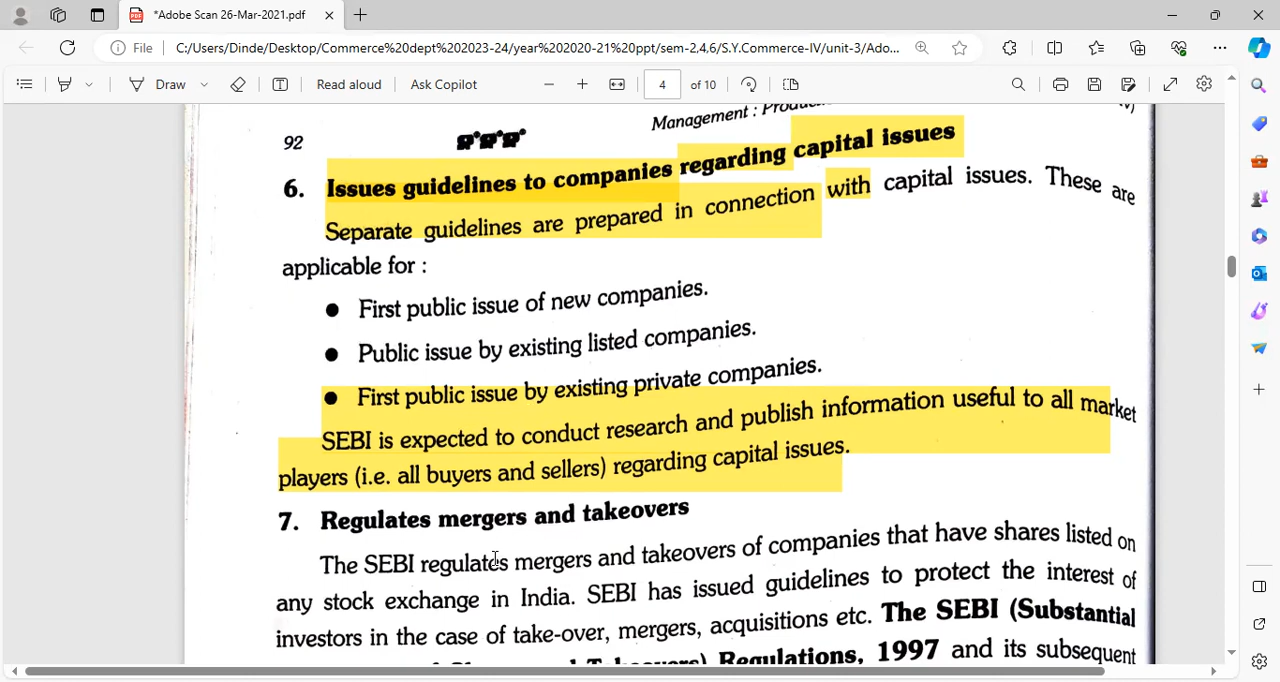 *Adobe Scan 26-Mar-2021.pdf
File C:/Users/Dinde/Desktop/Commerce%20dept%202023-24/year%202020-21%20ppt/sem-2,4,6/S.Y.Commerce-IV/unit-3/Ado...
Draw Read aloud Ask Copilot 4 of 10
92 Management :
6. Issues guidelines to companies regarding capital issues
Separate guidelines are prepared in connection with capital issues. These are
applicable for :
● First public issue of new companies.
● Public issue by existing listed companies.
● First public issue by existing private companies.
SEBI is expected to conduct research and publish information useful to all market
players (i.e. all buyers and sellers) regarding capital issues.
7. Regulates mergers and takeovers
The SEBI regulates mergers and takeovers of companies that have shares listed on
any stock exchange in India. SEBI has issued guidelines to protect the interest of
investors in the case of take-over, mergers, acquisitions etc. The SEBI (Substantial
Regulations, 1997 and its subsequent